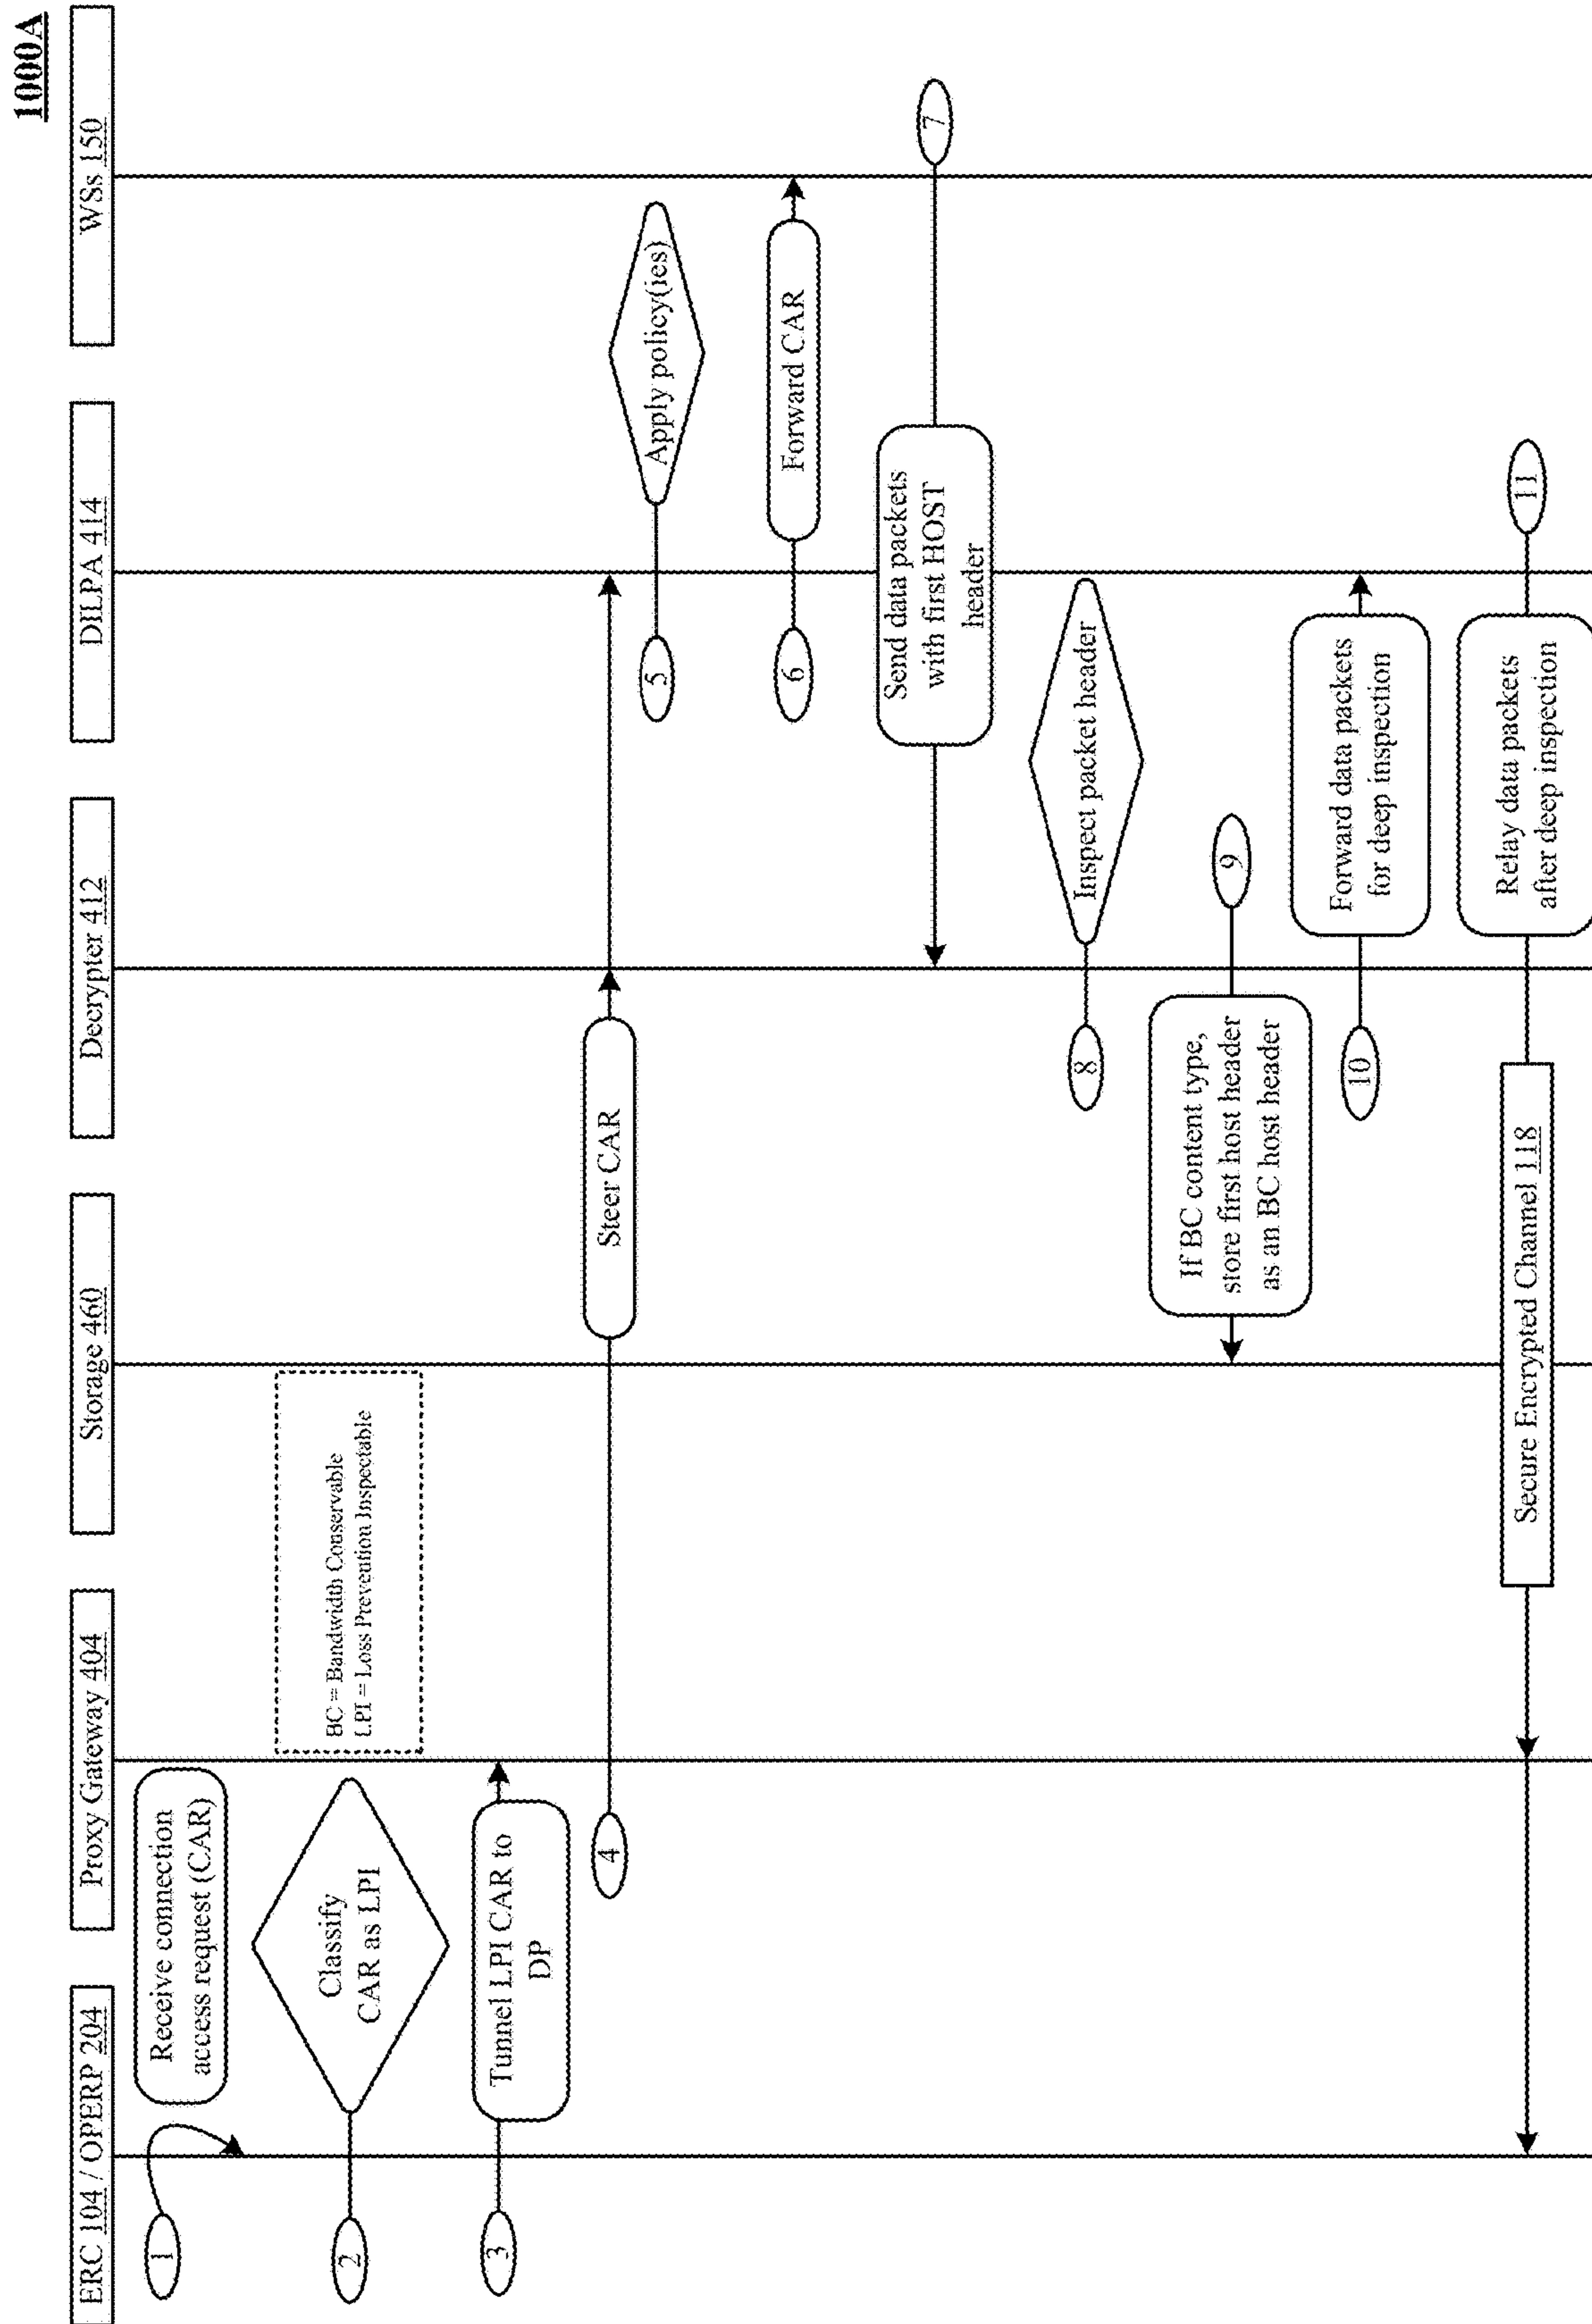 1000A
ERC 104 / OPERP 204
Proxy Gateway 404
Storage 460
Decrypter 412
DILPA 414
WSs 150
1
Receive connection
access request (CAR)
2
Classify
CAR as LPI
BC = Bandwidth Conservable
LPI = Loss Prevention Inspectable
3
Tunnel LPI CAR to
DP
4
Steer CAR
5
Apply policy(ies)
6
Forward CAR
Send data packets
with first HOST
header
7
8
Inspect packet header
If BC content type,
store first host header
as an BC host header
9
10
Forward data packets
for deep inspection
Secure Encrypted Channel 118
Relay data packets
after deep inspection
11